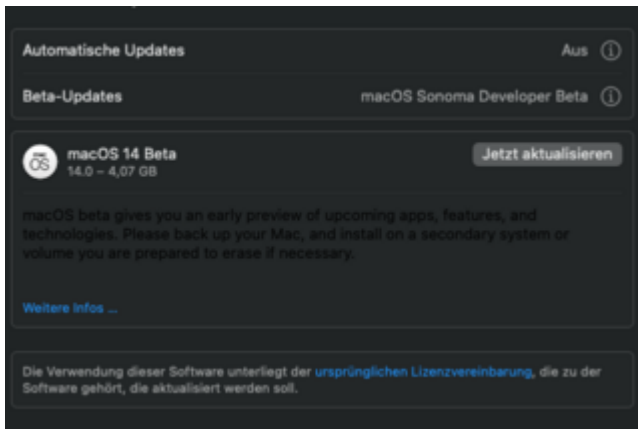 Automatische Updates Aus
Beta-Updates macOS Sonoma Developer Beta
macOS
macOS 14 Beta Jetzt aktualisieren
14.0 – 4,07 GB
macOS beta gives you an early preview of upcoming apps, features, and
technologies. Please back up your Mac, and install on a secondary system or
volume you are prepared to erase if necessary.
Weitere Infos ...
Die Verwendung dieser Software unterliegt der ursprünglichen Lizenzvereinbarung, die zu der
Software gehört, die aktualisiert werden soll.